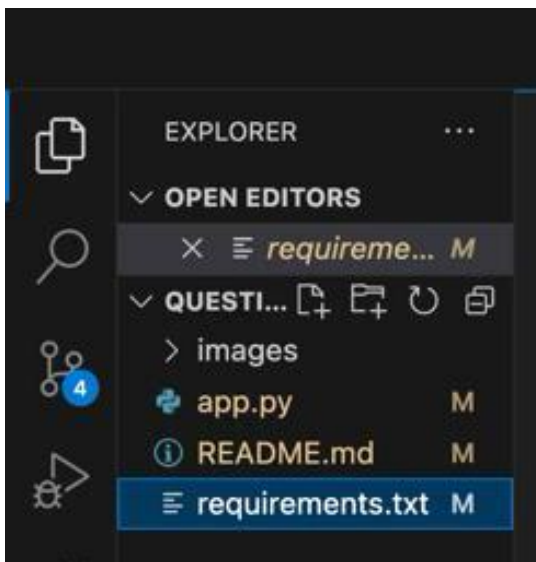 EXPLORER ...
OPEN EDITORS
requireme... M
QUESTI...
images
4
app.py M
README.md M
requirements.txt M